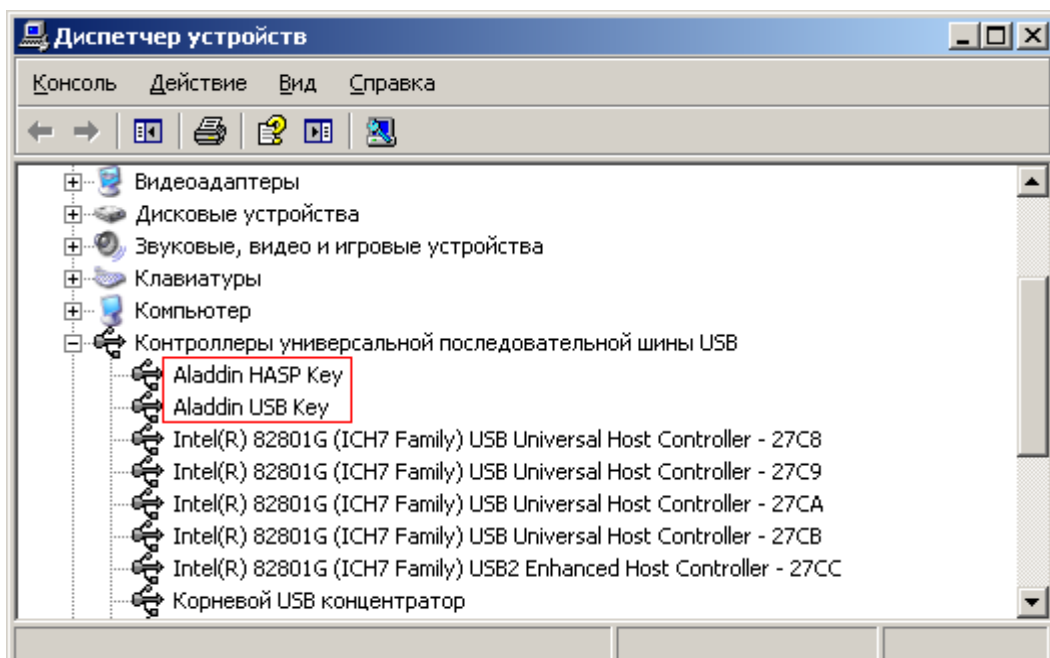 Диспетчер устройств
Консоль Действие Вид Справка
Видеоадаптеры
Дисковые устройства
Звуковые, видео и игровые устройства
Клавиатуры
Компьютер
Контроллеры универсальной последовательной шины USB
Aladdin HASP Key
Aladdin USB Key
Intel(R) 82801G (ICH7 Family) USB Universal Host Controller - 27C8
Intel(R) 82801G (ICH7 Family) USB Universal Host Controller - 27C9
Intel(R) 82801G (ICH7 Family) USB Universal Host Controller - 27CA
Intel(R) 82801G (ICH7 Family) USB Universal Host Controller - 27CB
Intel(R) 82801G (ICH7 Family) USB2 Enhanced Host Controller - 27CC
Корневой USB концентратор